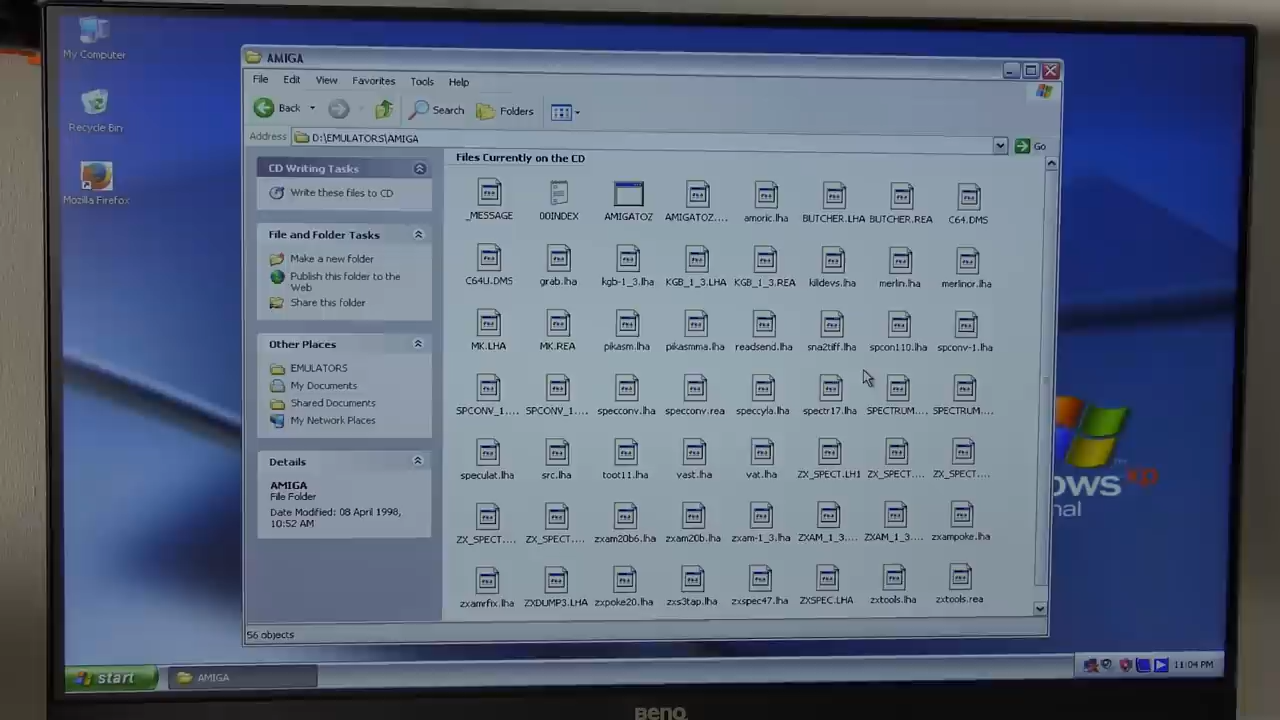 My Computer
Recycle Bin
Mozilla Firefox
AMIGA
File Edit View Favorites Tools Help
Back Search Folders
Address D:\EMULATORS\AMIGA Go
CD Writing Tasks
Write these files to CD
File and Folder Tasks
Make a new folder
Publish this folder to the
Web
Share this folder
Other Places
EMULATORS
My Documents
Shared Documents
My Network Places
Details
AMIGA
File Folder
Date Modified: 08 April 1998,
10:52 AM
Files Currently on the CD
_MESSAGE 00INDEX AMIGATOZ AMIGATOZ.... amoric.lha BUTCHER.LHA BUTCHER.REA C64.DMS
C64U.DMS grab.lha kgb-1_3.lha KGB_1_3.LHA KGB_1_3.REA killdevs.lha merlin.lha merlinor.lha
MK.LHA MK.REA pikasm.lha pikasmma.lha readsend.lha sna2tiff.lha spcon110.lha spconv-1.lha
SPCONV_1.... SPCONV_1.... specconv.lha specconv.rea speccyla.lha spectr17.lha SPECTRUM.... SPECTRUM....
speculat.lha src.lha toot11.lha vast.lha vat.lha ZX_SPECT.LH1 ZX_SPECT.... ZX_SPECT....
ZX_SPECT.... ZX_SPECT.... zxam20b6.lha zxam20b.lha zxam-1_3.lha ZXAM_1_3.... ZXAM_1_3.... zxampoke.lha
zxamrfix.lha ZXDUMP3.LHA zxpoke20.lha zxs3tap.lha zxspec47.lha ZXSPEC.LHA zxtools.lha zxtools.rea
56 objects
dows xp
nal
start AMIGA 11:04 PM
BenQ